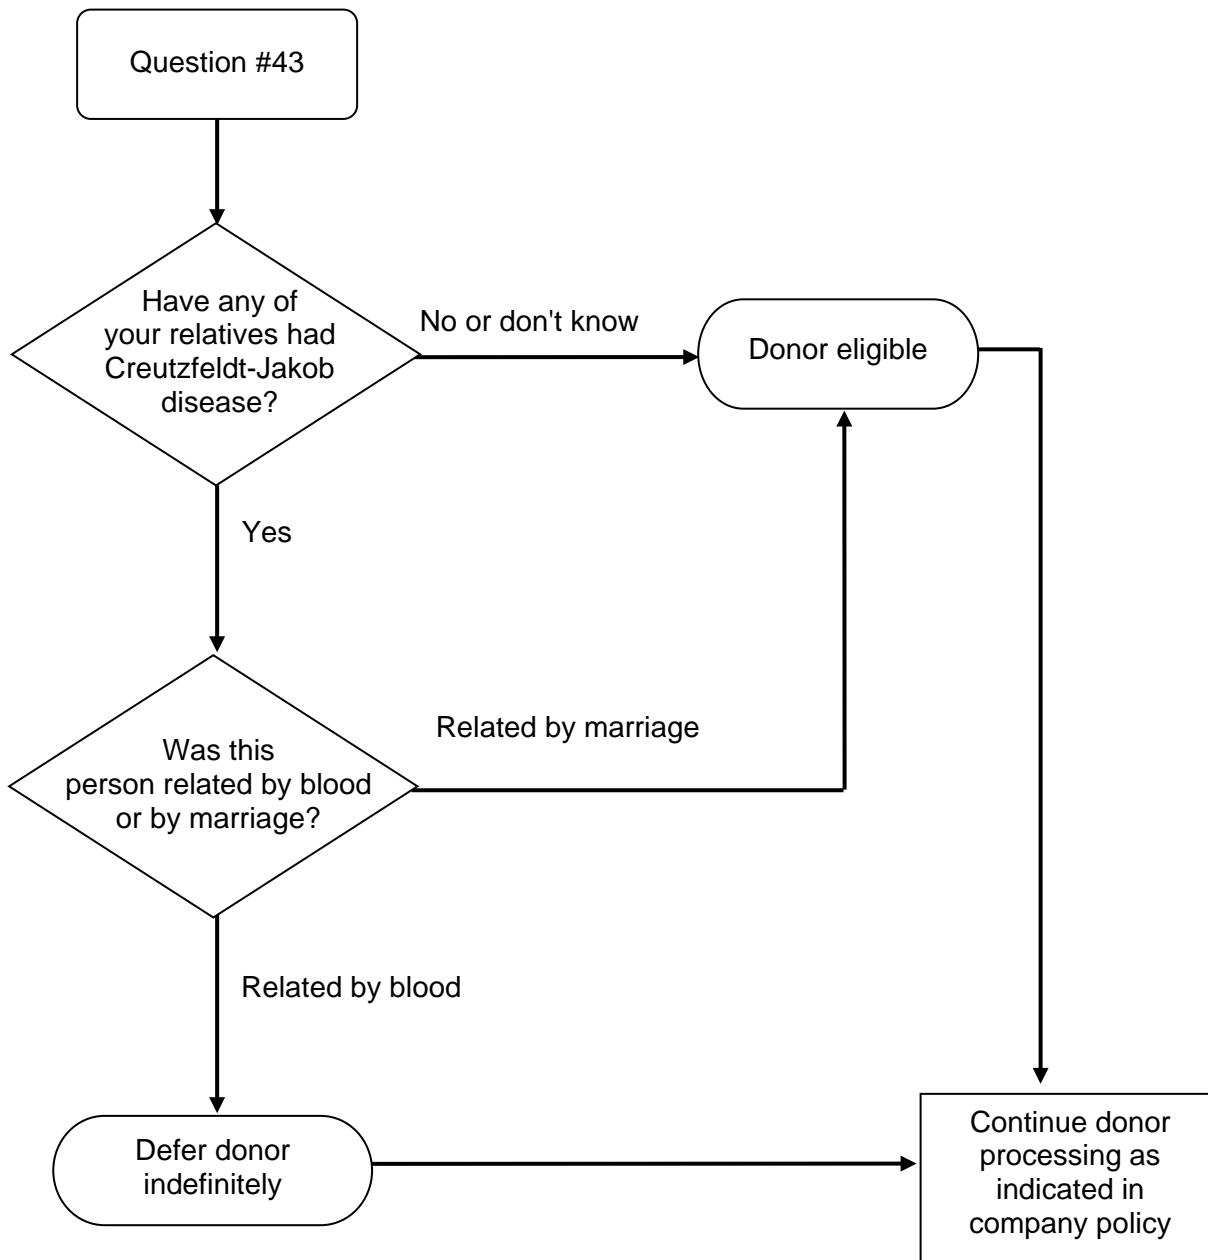 Question #43
Have any of
your relatives had
Creutzfeldt-Jakob
disease?
No or don't know
Donor eligible
Yes
Was this
person related by blood
or by marriage?
Related by marriage
Related by blood
Defer donor
indefinitely
Continue donor
processing as
indicated in
company policy